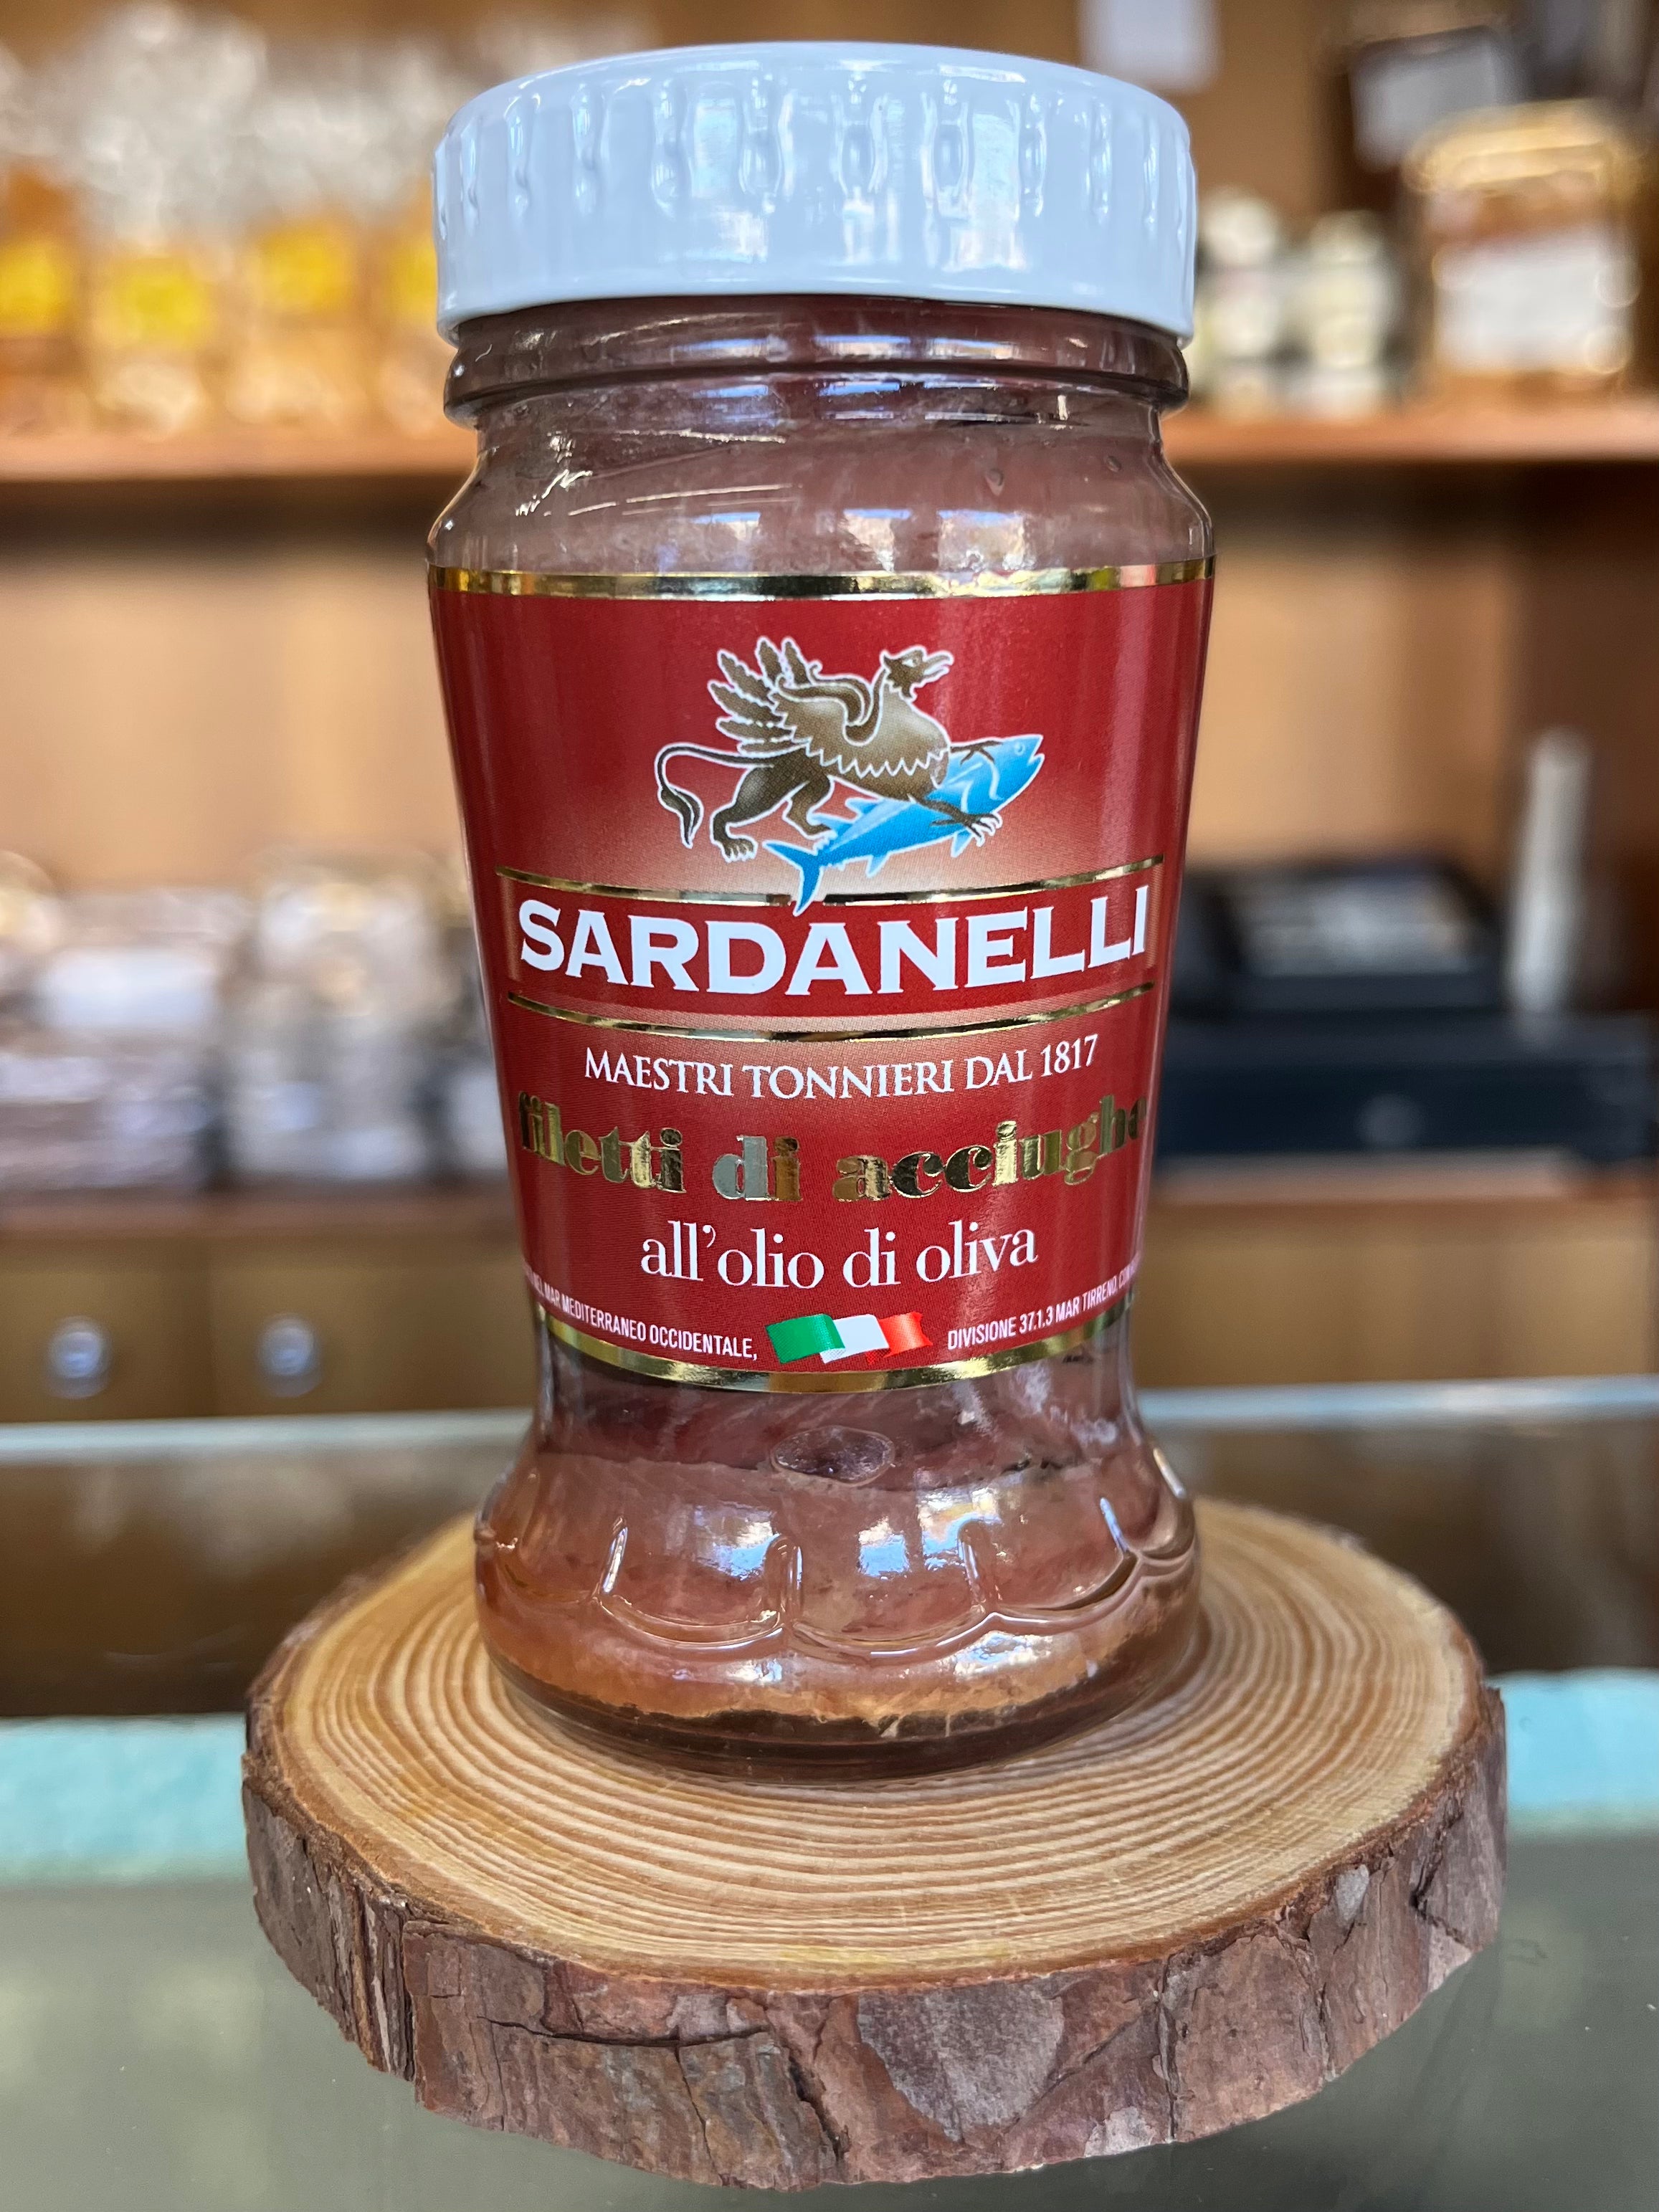 SARDANELLI
MAESTRI TONNIERI DAL 1817
filetti di acciughe
all'olio di oliva
NEL MAR MEDITERRANEO OCCIDENTALE, DIVISIONE 37.1.3 MAR TIRRENO,